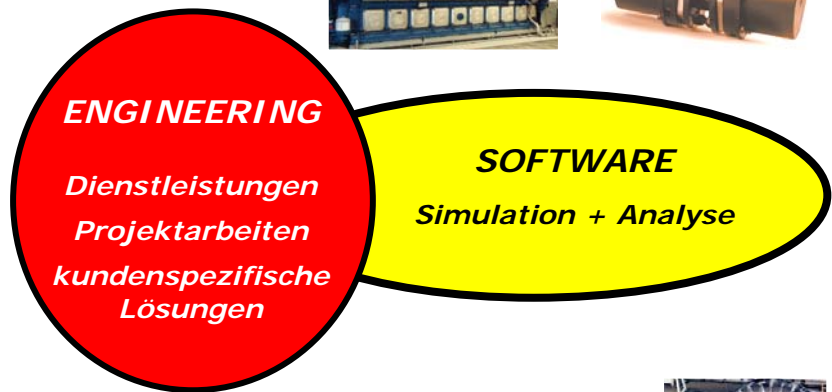 ENGINEERING
Dienstleistungen
Projektarbeiten
kundenspezifische
Lösungen
SOFTWARE
Simulation + Analyse